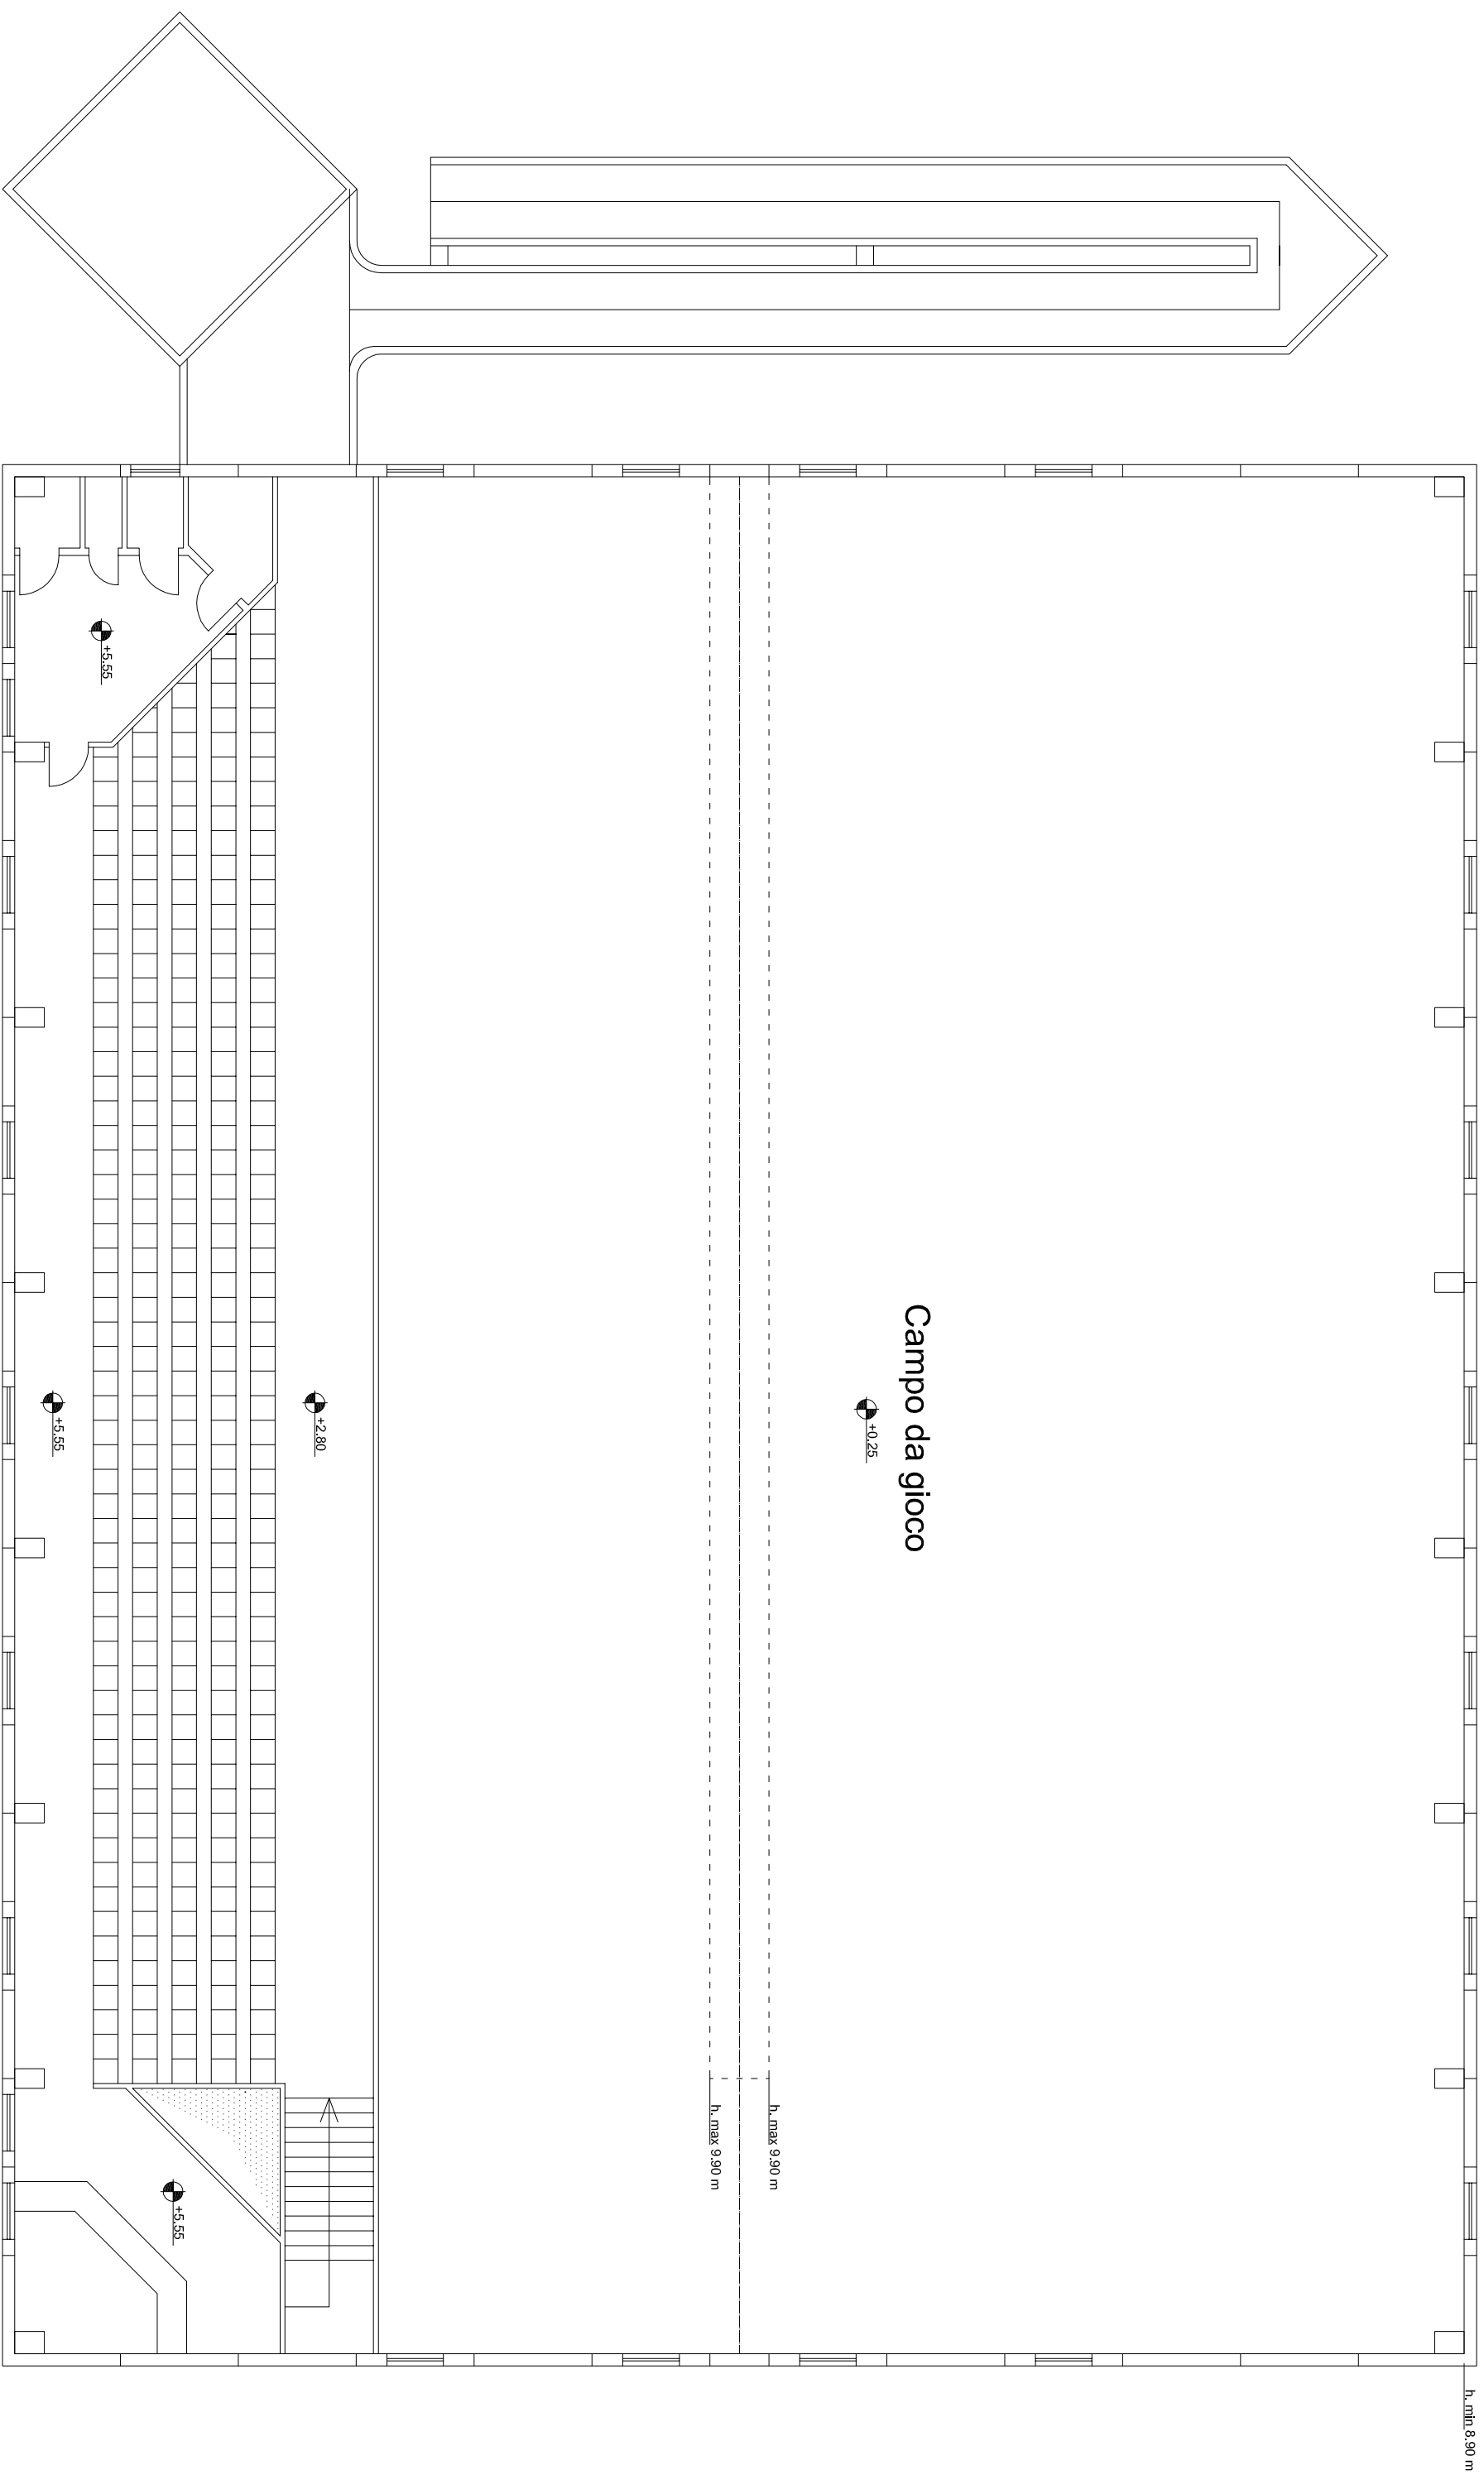 Campo da gioco
+0.25
+2.80
+5.55
+5.55
+5.55
h. max 9.90 m
h. max 9.90 m
h. min 8.90 m